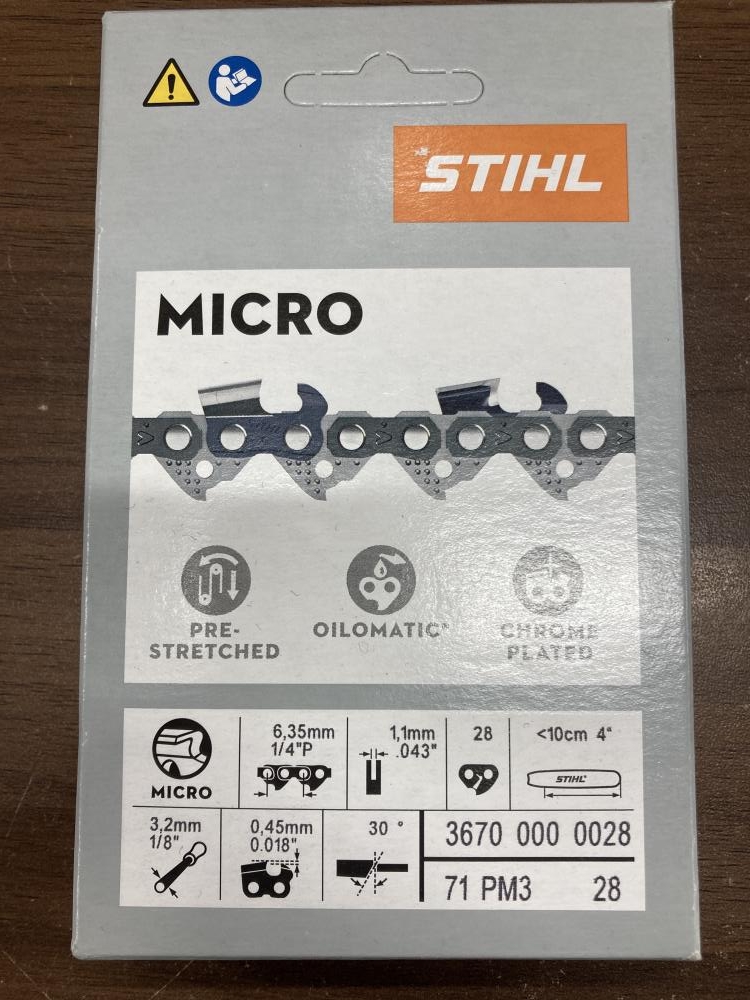 STIHL
MICRO
PRE-
STRETCHED
OILOMATIC®
CHROME
PLATED
MICRO
6,35mm
1/4"P
1,1mm
.043"
28
<10cm 4"
STIHL®
3,2mm
1/8"
0,45mm
0.018"
30 °
3670 000 0028
71 PM3 28